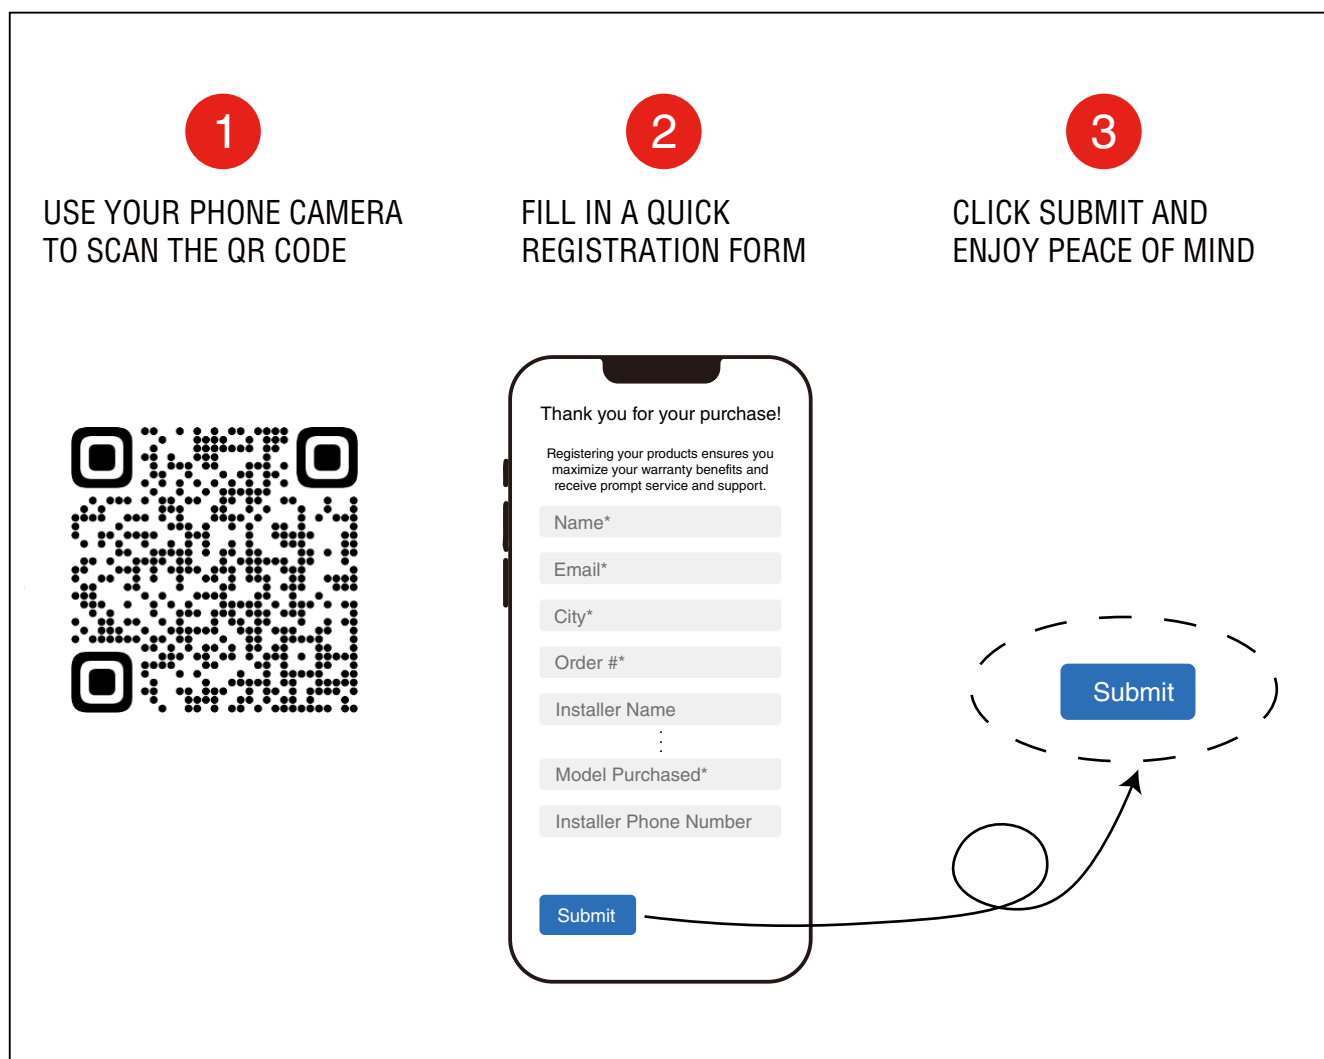 1
USE YOUR PHONE CAMERA
TO SCAN THE QR CODE
2
FILL IN A QUICK
REGISTRATION FORM
3
CLICK SUBMIT AND
ENJOY PEACE OF MIND
Thank you for your purchase!
Registering your products ensures you
maximize your warranty benefits and
receive prompt service and support.
Name*
Email*
City*
Order #*
Installer Name
Model Purchased*
Installer Phone Number
Submit
Submit